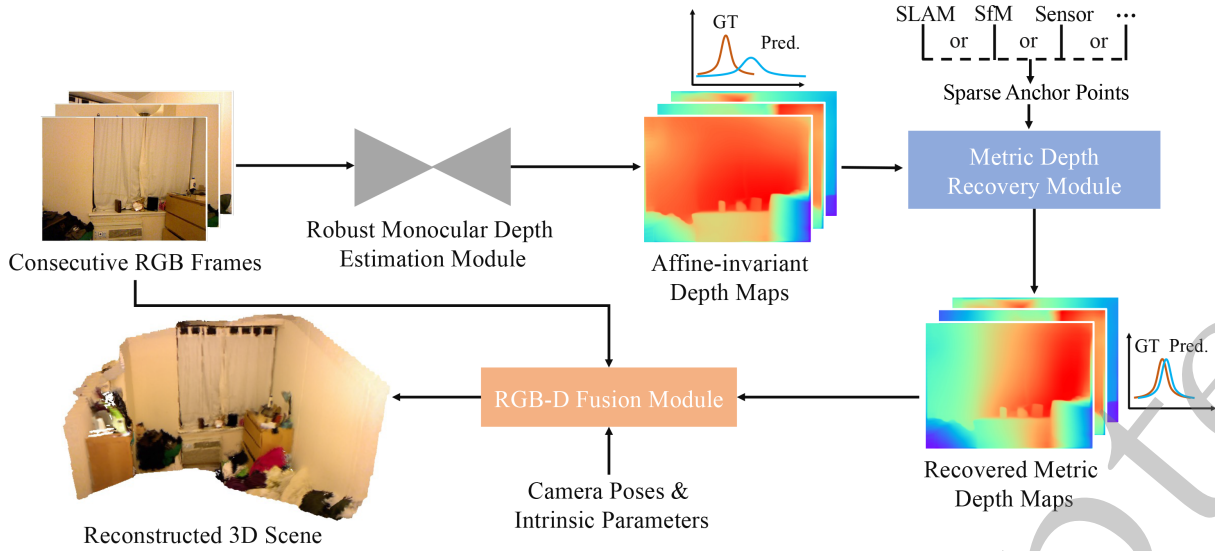 SLAM SfM Sensor ...
or or or
Sparse Anchor Points
GT
Pred.
Metric Depth
Recovery Module
Robust Monocular Depth
Estimation Module
Consecutive RGB Frames
Affine-invariant
Depth Maps
GT Pred.
RGB-D Fusion Module
Recovered Metric
Depth Maps
Camera Poses &
Intrinsic Parameters
Reconstructed 3D Scene